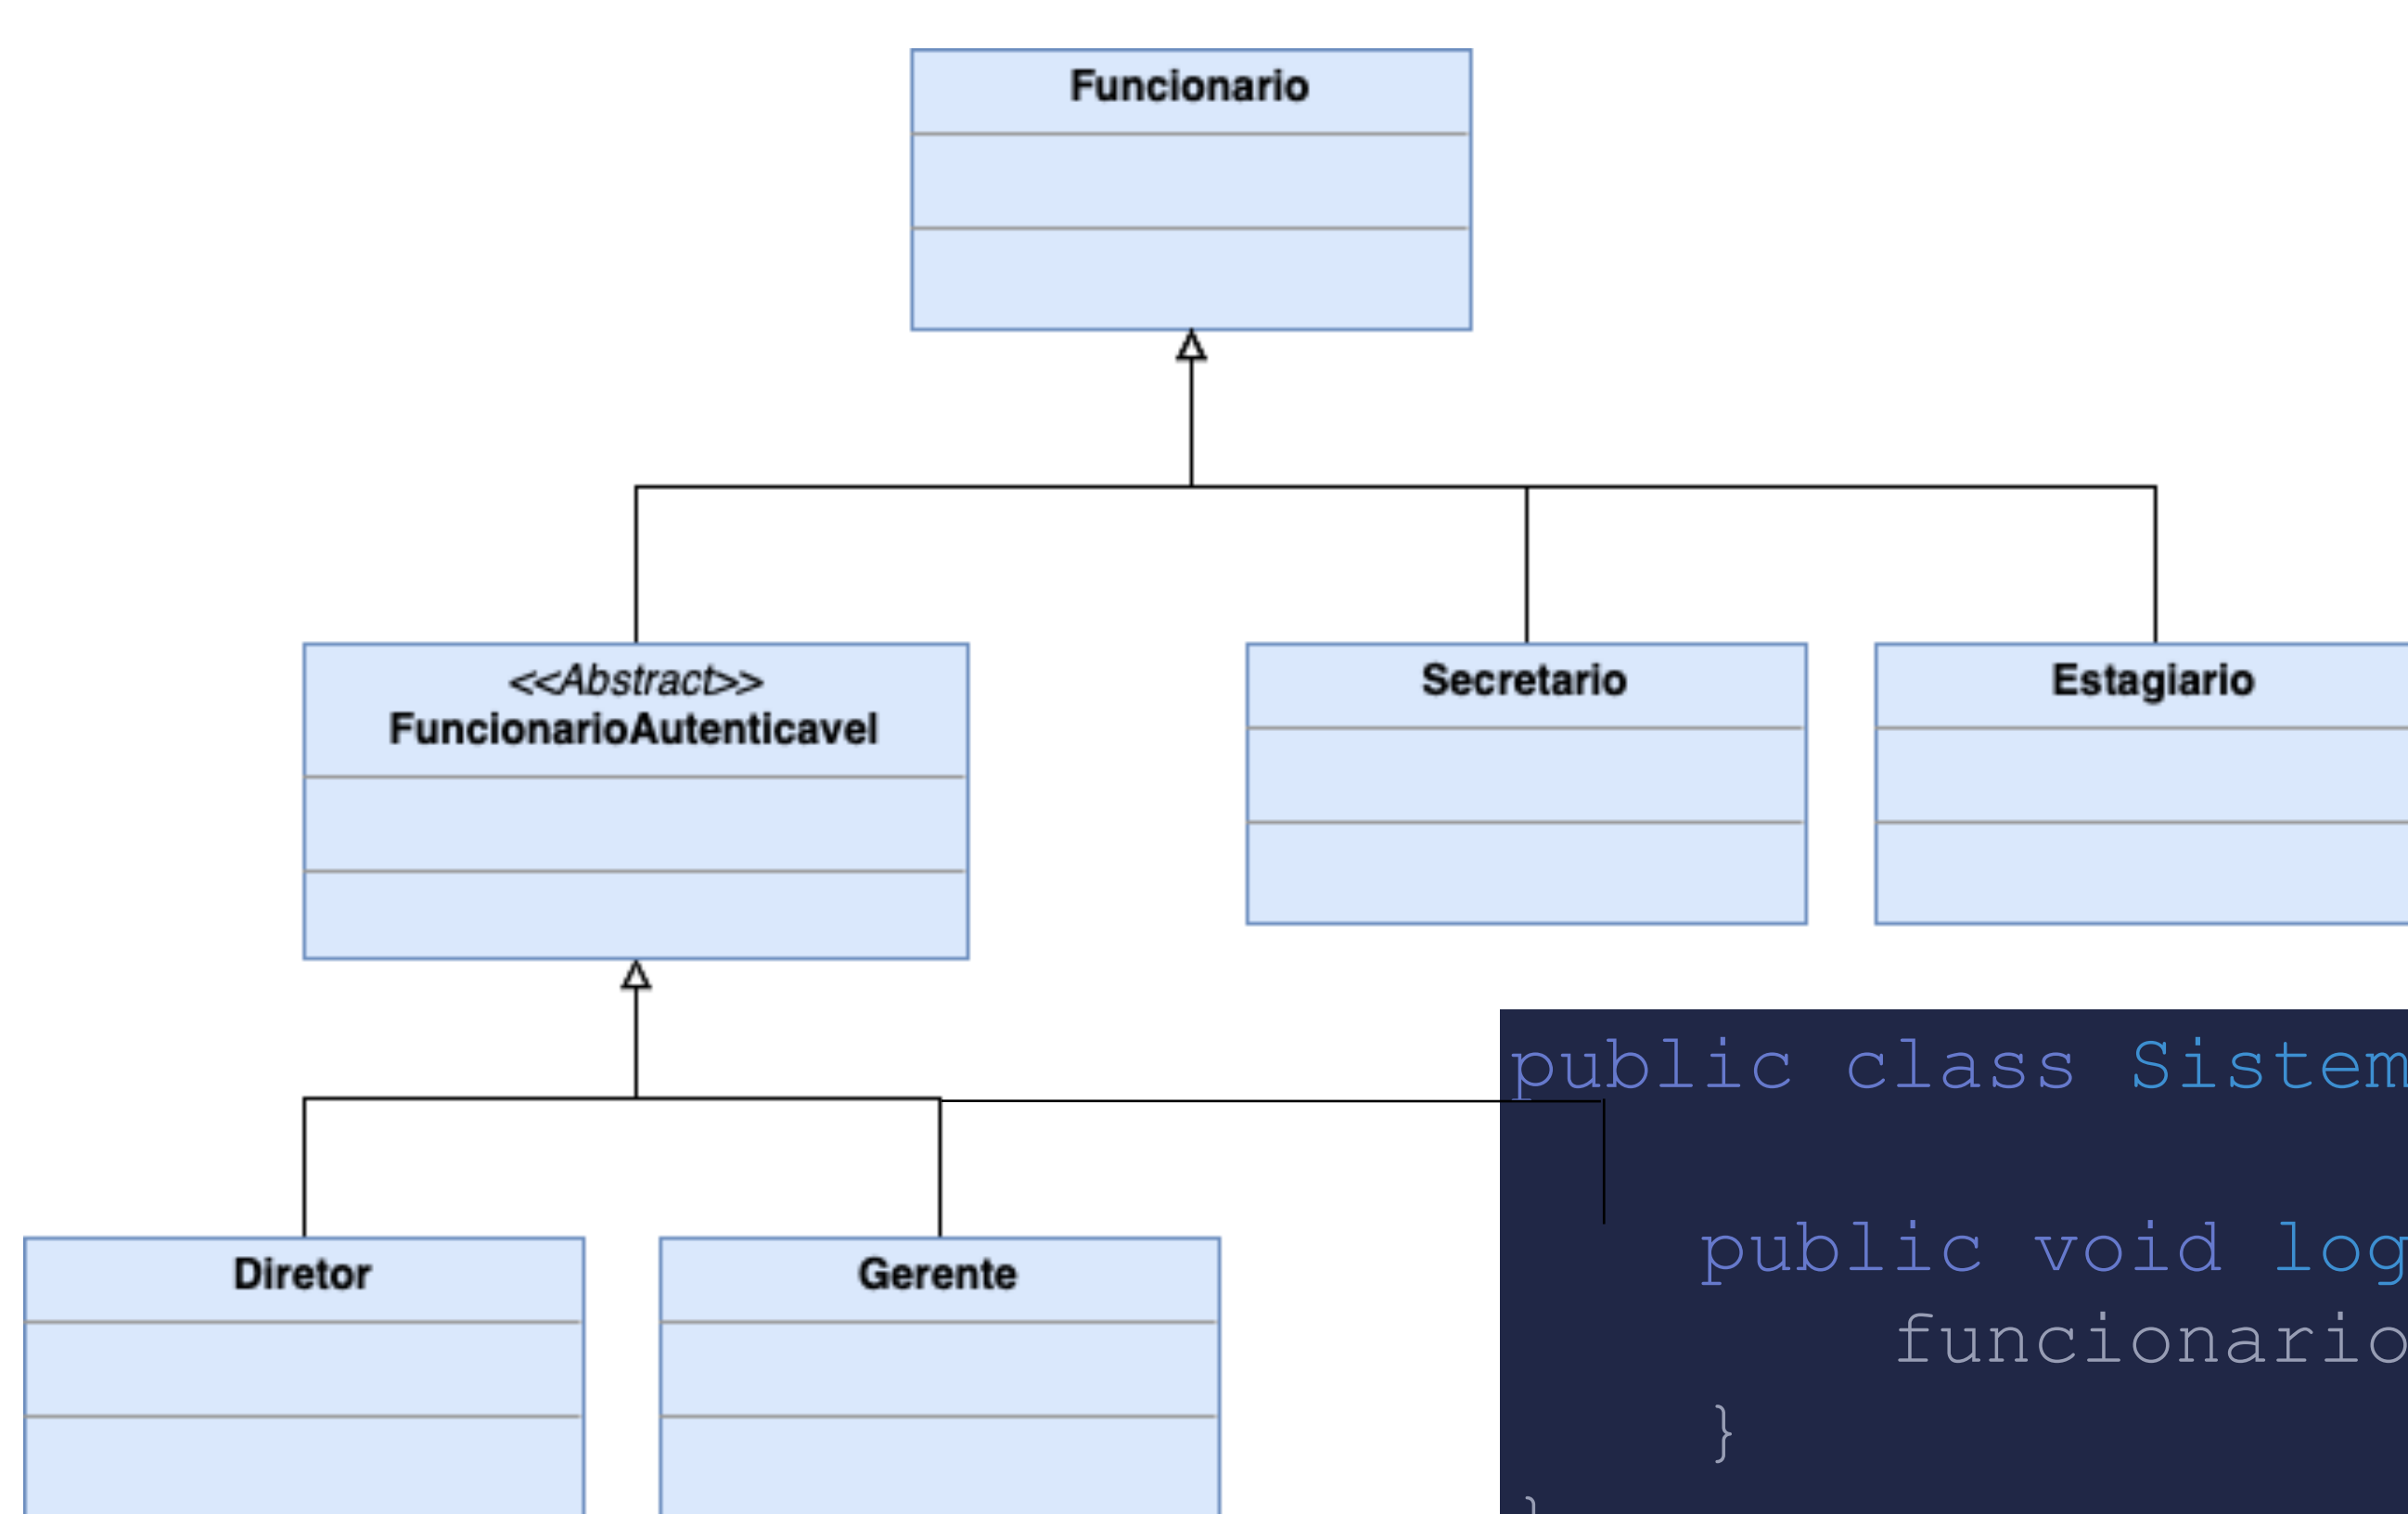 Funcionario
<<Abstract>>
FuncionarioAutenticavel
Secretario
Estagiario
Diretor
Gerente
public class Sistem
public void log
funcionario
}
}